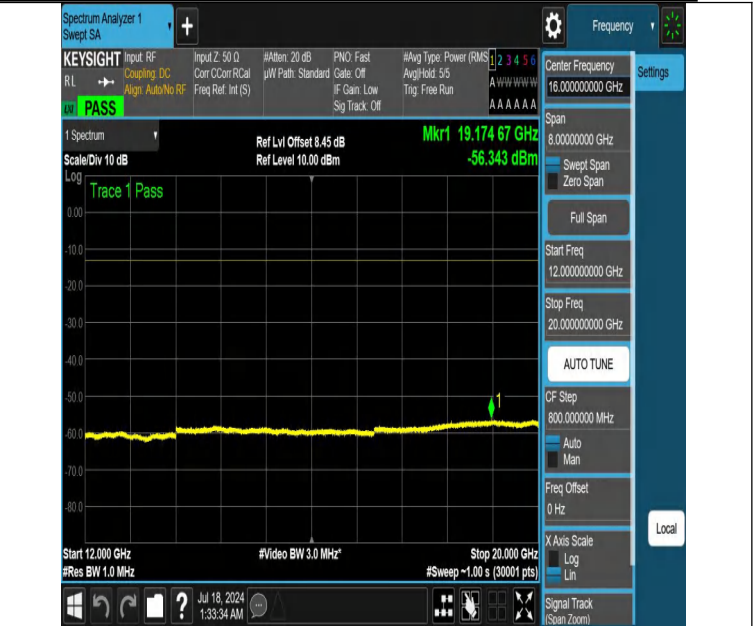 Spectrum Analyzer 1
Swept SA
+
Frequency
KEYSIGHT
RL
PASS
Input: RF
Coupling: DC
Align: Auto/No RF
Input Z: 50 Ω
Corr CCorr RCal
Freq Ref: Int (S)
#Atten: 20 dB
µW Path: Standard
PNO: Fast
Gate: Off
IF Gain: Low
Sig Track: Off
#Avg Type: Power (RMS
Avg|Hold: 5/5
Trig: Free Run
1 2 3 4 5 6
A W W W W W
A A A A A A
Center Frequency
16.000000000 GHz
Settings
1 Spectrum
Scale/Div 10 dB
Ref Lvl Offset 8.45 dB
Ref Level 10.00 dBm
Mkr1 19.174 67 GHz
-56.343 dBm
Span
8.00000000 GHz
Swept Span
Zero Span
Log
Trace 1 Pass
Full Span
0.00
-10.0
-20.0
-30.0
-40.0
-50.0
-60.0
-70.0
-80.0
1
Start Freq
12.000000000 GHz
Stop Freq
20.000000000 GHz
AUTO TUNE
CF Step
800.000000 MHz
Auto
Man
Freq Offset
0 Hz
X Axis Scale
Log
Lin
Local
Signal Track
(Span Zoom)
Start 12.000 GHz
#Res BW 1.0 MHz
#Video BW 3.0 MHz*
Stop 20.000 GHz
#Sweep ~1.00 s (30001 pts)
?
Jul 18, 2024
1:33:34 AM